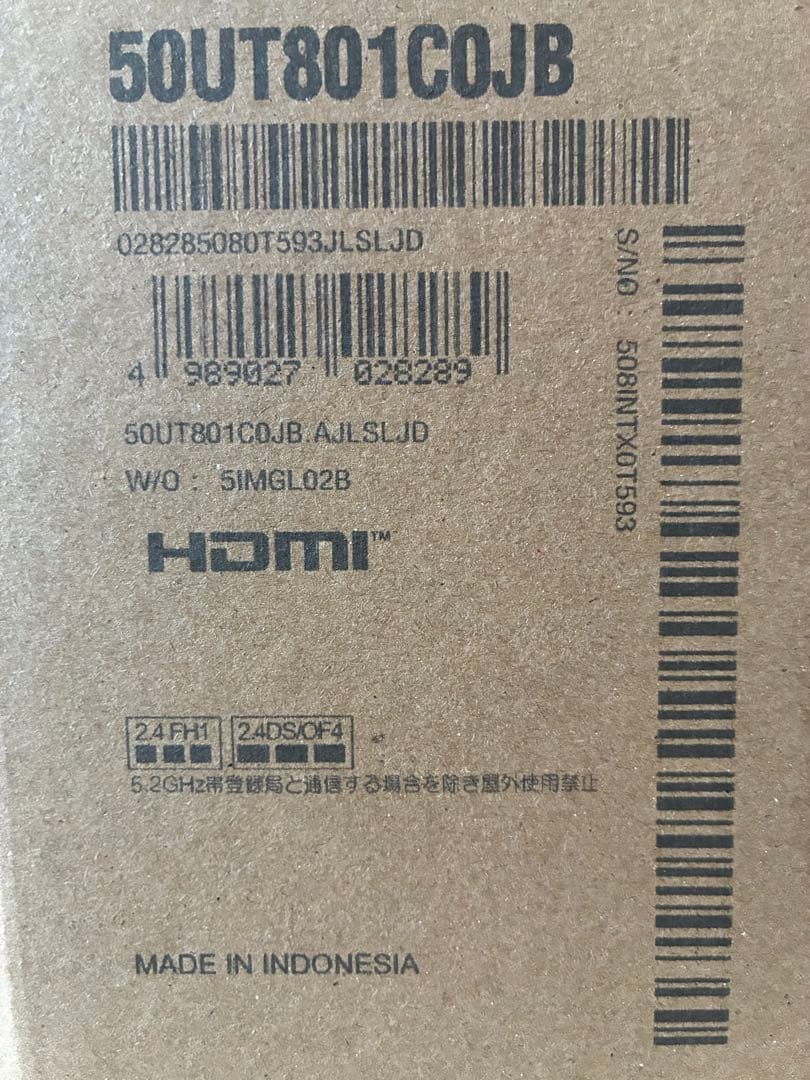 50UT801C0JB
028285080T593JLSLJD
S/NO : 508INTX0T593
4 989027 028289
50UT801C0JB.AJLSLJD
W/O : 5IMGL02B
HDMI™
2.4 FH1 2.4DS/OF4
5.2GHz帯登録局と通信する場合を除き屋外使用禁止
MADE IN INDONESIA